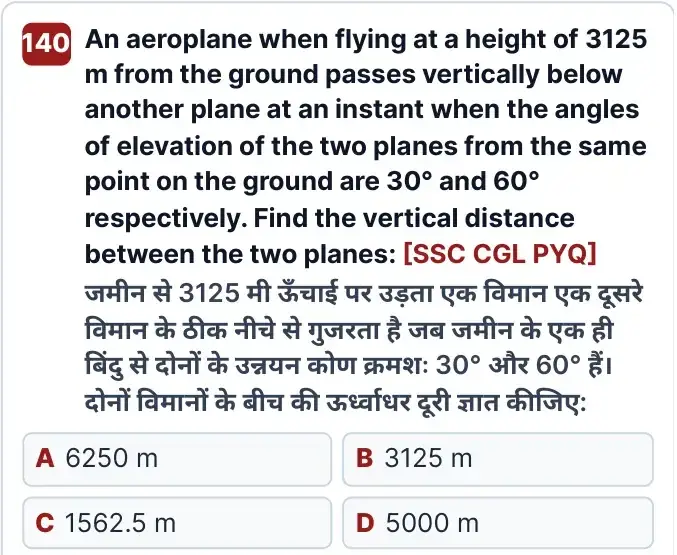 140 An aeroplane when flying at a height of 3125
m from the ground passes vertically below
another plane at an instant when the angles
of elevation of the two planes from the same
point on the ground are 30° and 60°
respectively. Find the vertical distance
between the two planes: [SSC CGL PYQ]
जमीन से 3125 मी ऊँचाई पर उड़ता एक विमान एक दूसरे
विमान के ठीक नीचे से गुजरता है जब जमीन के एक ही
बिंदु से दोनों के उन्नयन कोण क्रमशः 30° और 60° हैं।
दोनों विमानों के बीच की ऊर्ध्वाधर दूरी ज्ञात कीजिए:
A 6250 m
B 3125 m
C 1562.5 m
D 5000 m